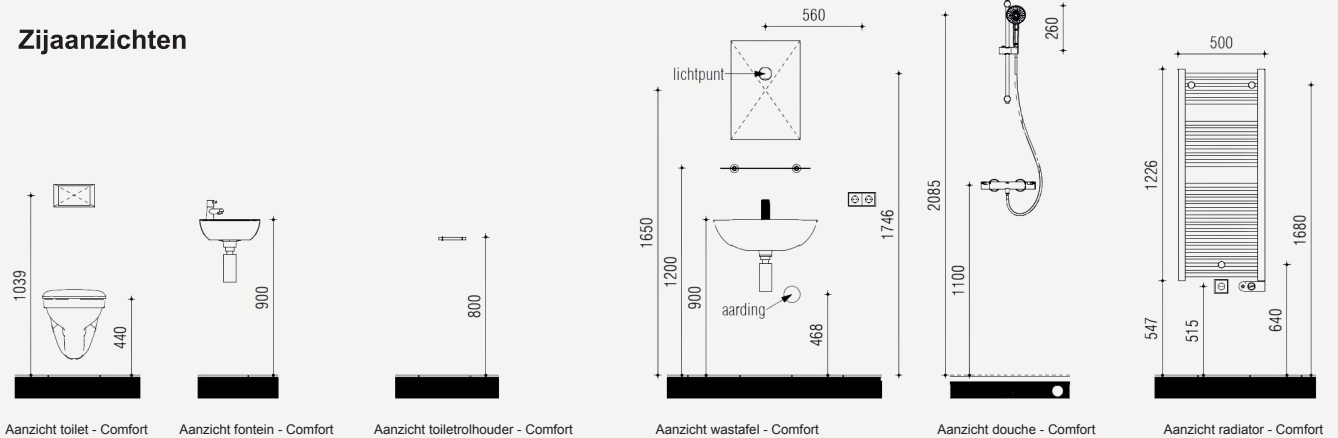 Zijaanzichten
1039
440
Aanzicht toilet - Comfort
900
Aanzicht fontein - Comfort
800
Aanzicht toiletrolhouder - Comfort
560
lichtpunt
1650
1200
900
aarding
468
1746
Aanzicht wastafel - Comfort
260
2085
1100
Aanzicht douche - Comfort
500
1226
547
515
640
1680
Aanzicht radiator - Comfort